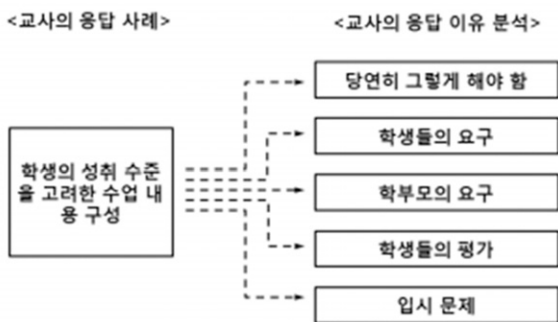 <교사의 응답 사례>
<교사의 응답 이유 분석>
학생의 성취 수준
을 고려한 수업 내
용 구성
당연히 그렇게 해야 함
학생들의 요구
학부모의 요구
학생들의 평가
입시 문제